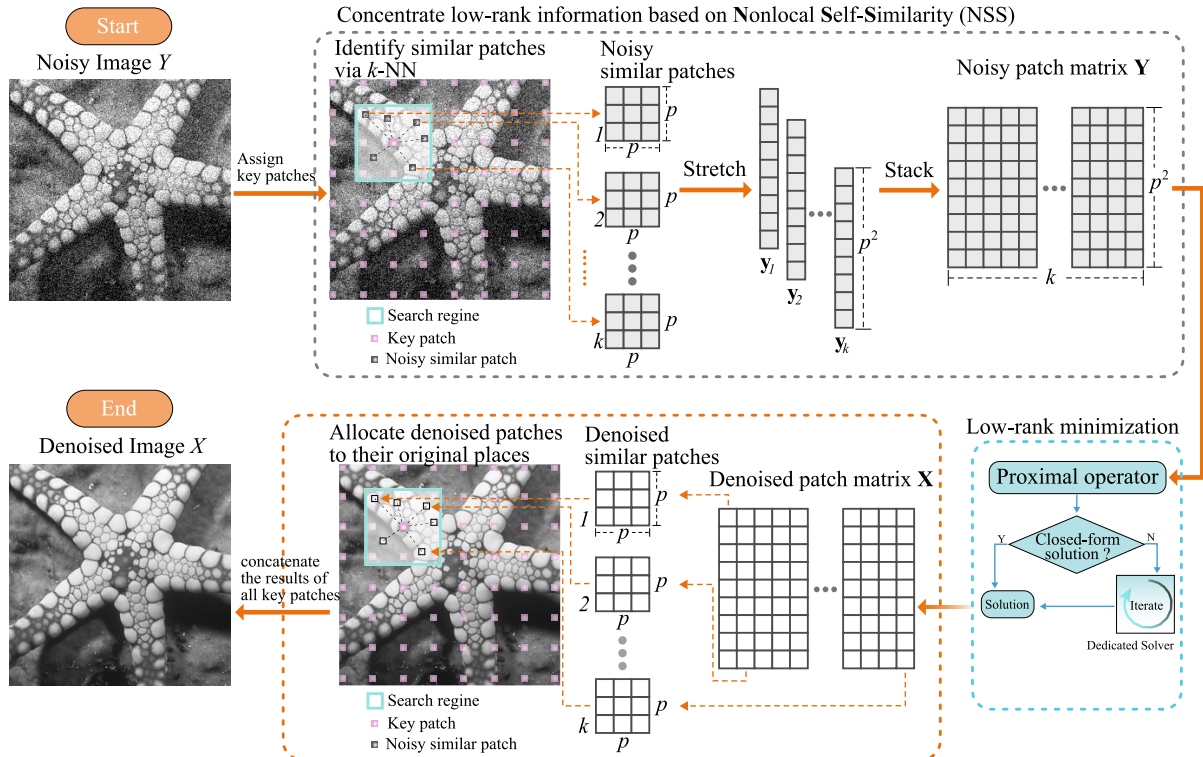 Start
Noisy Image Y
Assign
key patches
Concentrate low-rank information based on Nonlocal Self-Similarity (NSS)
Identify similar patches
via k-NN
Search regine
Key patch
Noisy similar patch
Noisy
similar patches
1
p
p
2
p
p
k
p
p
Stretch
y1
y2
yk
p2
Stack
Noisy patch matrix Y
p2
k
Low-rank minimization
Proximal operator
Closed-form
solution ?
Y
N
Solution
Iterate
Dedicated Solver
Denoised patch matrix X
Denoised
similar patches
1
p
p
2
p
p
k
p
p
Allocate denoised patches
to their original places
Search regine
Key patch
Noisy similar patch
concatenate
the results of
all key patches
End
Denoised Image X